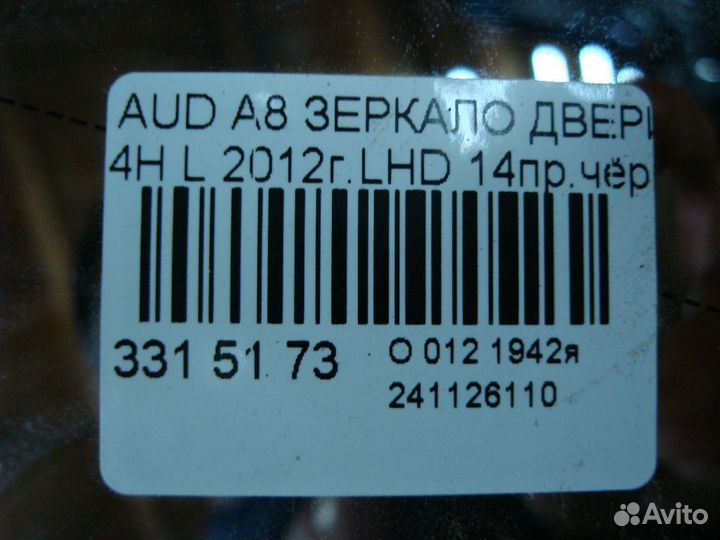 AUD A8 ЗЕРКАЛО ДВЕРИ
4H L 2012г.LHD 14пр.чёр
331 51 73
O 012 1942я
241126110
Avito